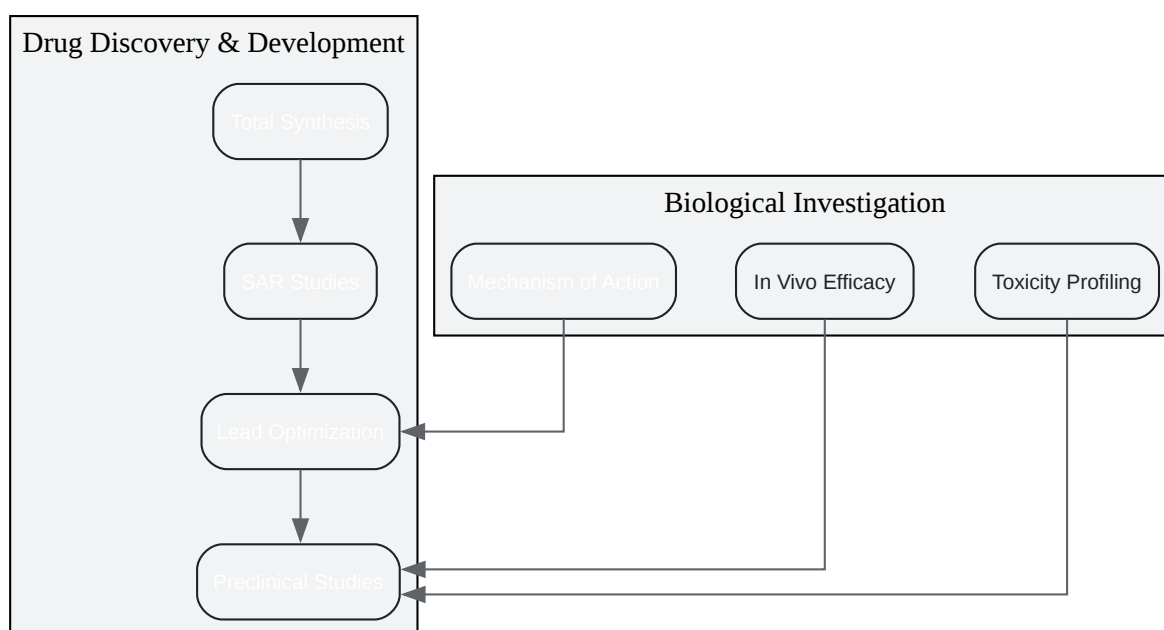 Drug Discovery & Development
Total Synthesis
SAR Studies
Lead Optimization
Preclinical Studies
Biological Investigation
Mechanism of Action
In Vivo Efficacy
Toxicity Profiling